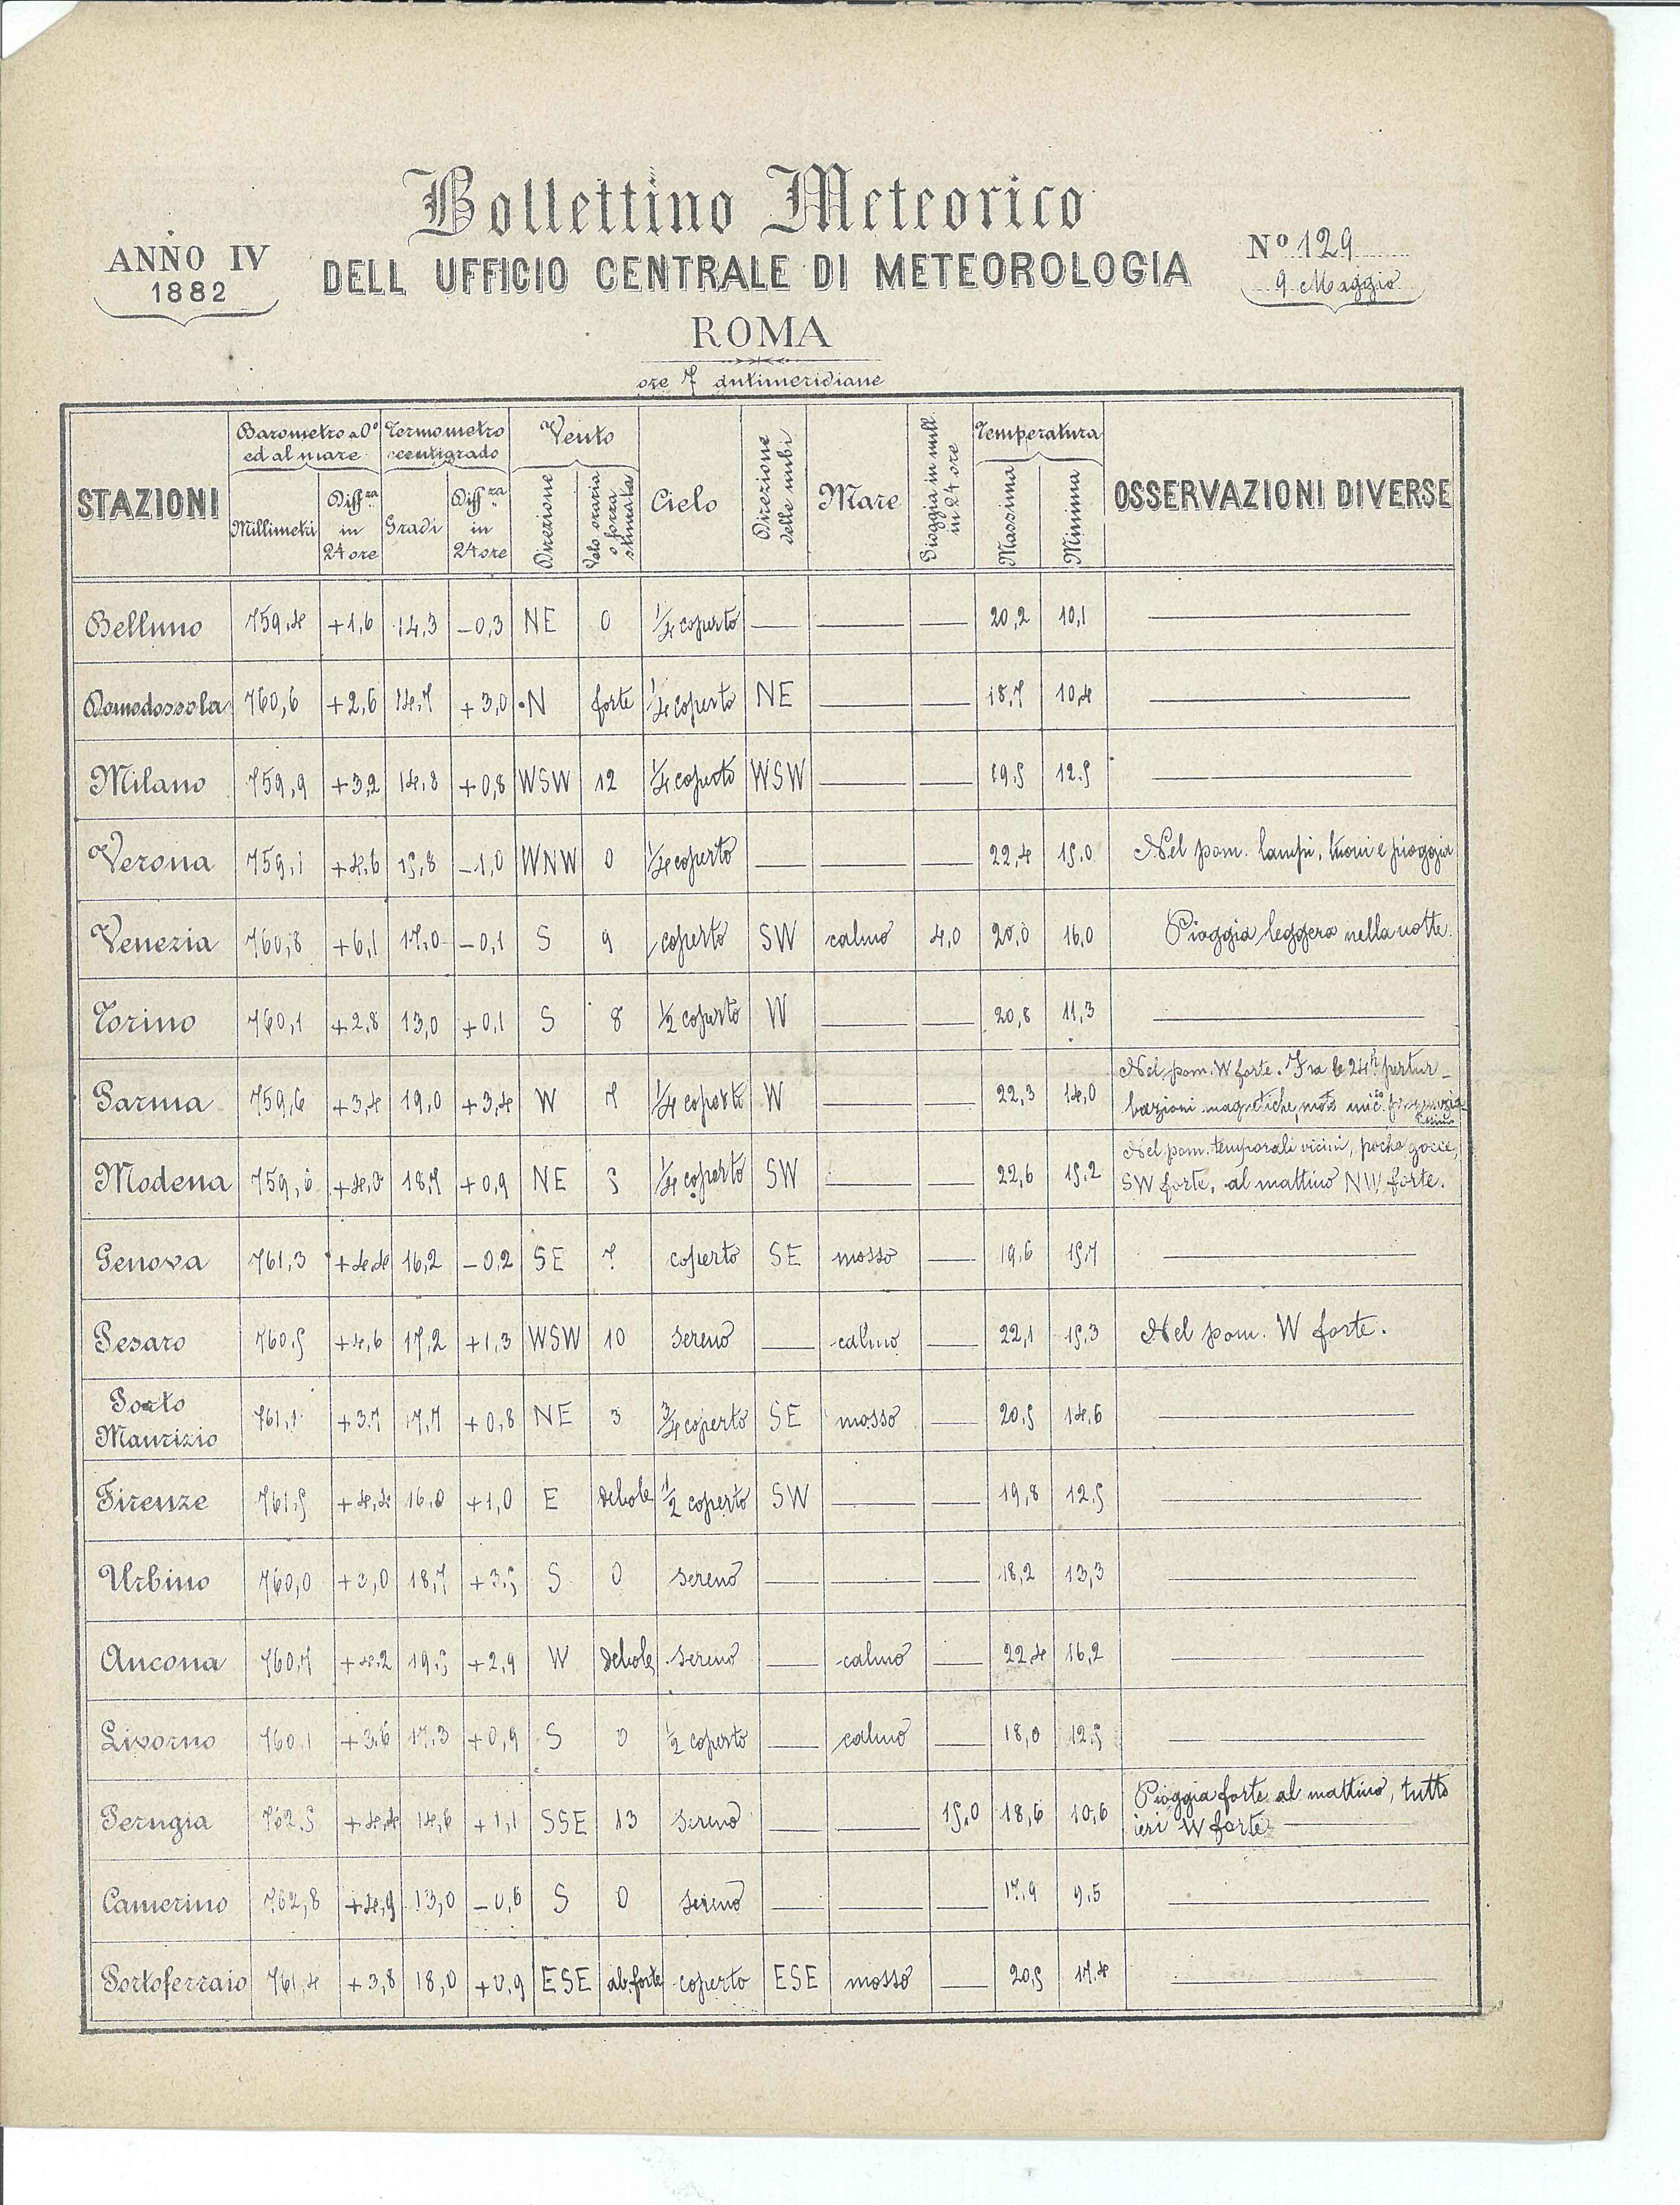 Bollettino Meteorico
ANNO IV
1882
DELL UFFICIO CENTRALE DI METEOROLOGIA
Nº 129
9 Maggio
ROMA
ore 7 antimeridiane
STAZIONI
Barometro a 0º ed al mare
Millimetri
Diffza in 24 ore
Termometro centigrado
Gradi
Diffza in 24 ore
Vento
Direzione
Velo. oraria o forza stimata
Cielo
Direzione delle nubi
Mare
Pioggia in mill. in 24 ore
Temperatura
Massima
Minima
OSSERVAZIONI DIVERSE
Belluno 759,4 +1,6 14,3 -0,3 NE 0 1/4 coperto — — — 20,2 10,1 —
Domodossola 760,6 +2,6 14,7 +3,0 N forte 1/4 coperto NE — — 18,7 10,4 —
Milano 759,9 +3,2 14,8 +0,8 WSW 12 1/4 coperto WSW — — 19.5 12.5 —
Verona 759,1 +4,6 15,8 -1,0 WNW 0 1/4 coperto — — — 22,4 15,0 Nel pom. lampi, tuoni e pioggia
Venezia 760,8 +6,1 17,0 -0,1 S 9 coperto SW calmo 4,0 20,0 16,0 Pioggia leggera nella notte.
Torino 760,1 +2,8 13,0 +0,1 S 8 1/2 coperto W — — 20,8 11,3 —
Parma 759,6 +3,4 19,0 +3,4 W 7 1/4 coperto W — — 22,3 14,0 Nel pom. W forte. Fra le 24h pertur-
bazioni magnetiche, moto
Modena 759,6 +4,0 18,7 +0,9 NE 5 1/4 coperto SW — — 22,6 15,2 Nel pom. temporali vicini, poche gocce,
SW forte, al mattino NW forte.
Genova 761,3 +4,4 16,2 -0,2 SE 7 coperto SE mosso — 19,6 15,7 —
Pesaro 760,5 +4,6 17,2 +1,3 WSW 10 sereno — calmo — 22,1 15,3 Nel pom. W forte.
Porto
Maurizio 761,1 +3.7 17,7 +0,8 NE 3 3/4 coperto SE mosso — 20,5 14,6 —
Firenze 761,5 +4,4 16,0 +1,0 E debole 1/2 coperto SW — — 19,8 12,5 —
Urbino 760,0 +3,0 18,7 +3,5 S 0 sereno — — — 18,2 13,3 —
Ancona 760,7 +4,2 19,5 +2,9 W debole sereno — calmo — 22,4 16,2 —
Livorno 760,1 +3,6 17,3 +0,9 S 0 1/2 coperto — calmo — 18,0 12,5 —
Perugia 762,5 +4,4 14,6 +1,1 SSE 13 sereno — — 15,0 18,6 10,6 Pioggia forte al mattino, tutto
ieri W forte —
Camerino 762,8 +4,9 13,0 -0,6 S 0 sereno — — — 17,9 9,5 —
Portoferraio 761,4 +3,8 18,0 +0,9 ESE ab. forte coperto ESE mosso — 20,5 17,4 —